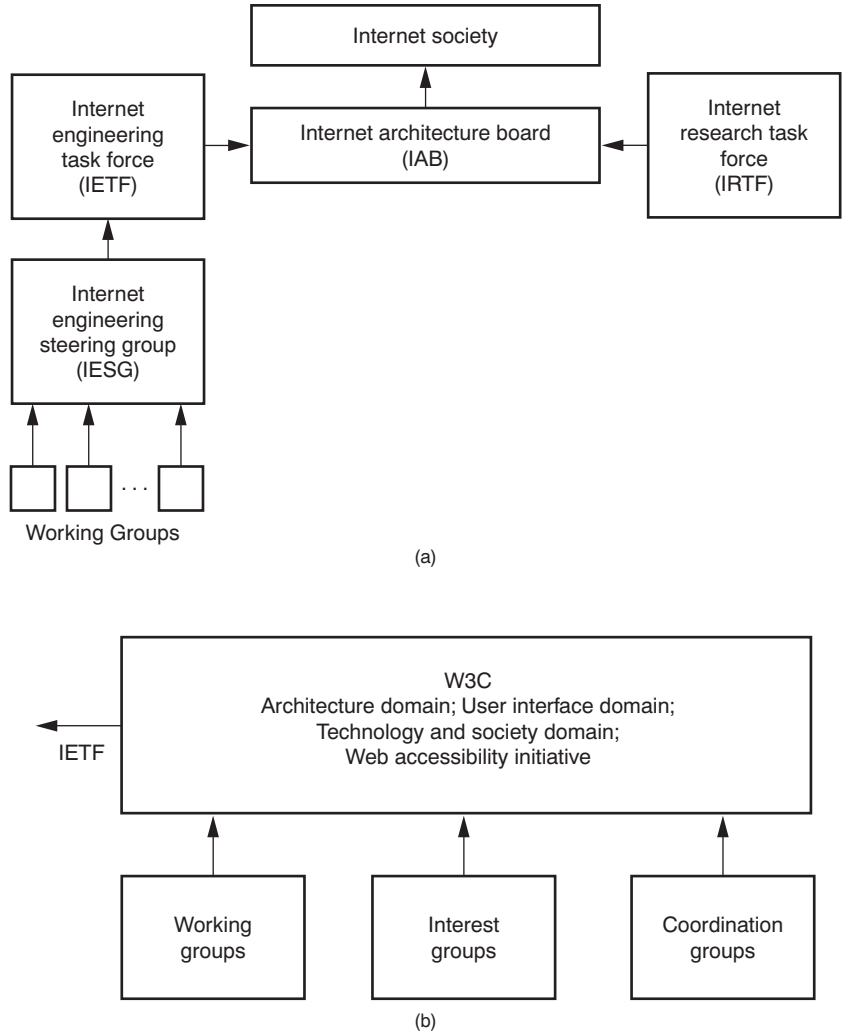 Internet society
Internet
engineering
task force
(IETF)
Internet architecture board
(IAB)
Internet
research task
force
(IRTF)
Internet
engineering
steering group
(IESG)
. . .
Working Groups
(a)
W3C
Architecture domain; User interface domain;
Technology and society domain;
Web accessibility initiative
IETF
Working
groups
Interest
groups
Coordination
groups
(b)